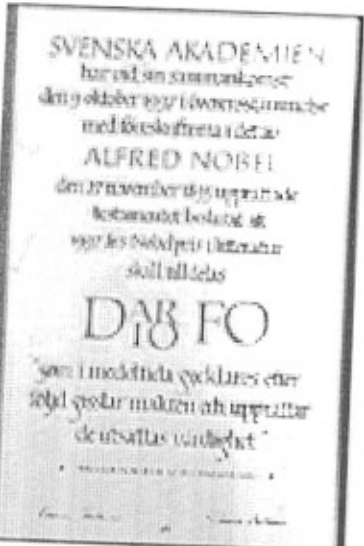 SVENSKA AKADEMIEN
har vid sin sammankomst
den 9 oktober 1997 i överensstämmelse
med föreskrifterna i det av
ALFRED NOBEL
den 27 november 1895 upprättade
testamentet beslutat att
1997 års Nobelpris i litteratur
skall tilldelas
DARIO FO
"som i medeltida gycklares efter
följd gisslar makten och upprättar
de utsattas värdighet"